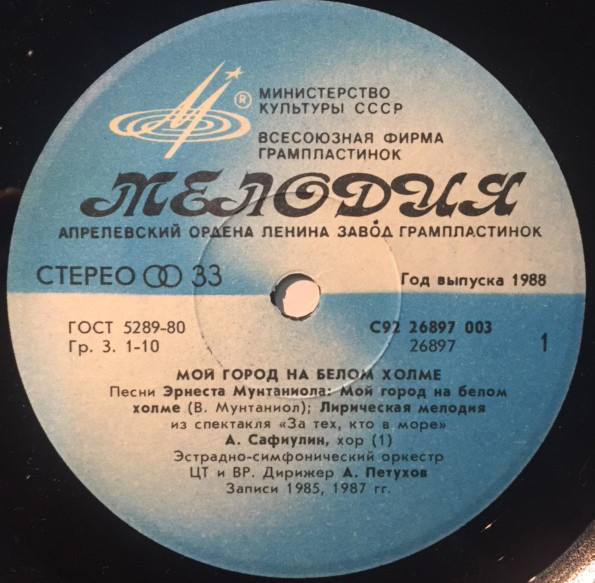 ® МИНИСТЕРСТВО
КУЛЬТУРЫ СССР
ВСЕСОЮЗНАЯ ФИРМА
ГРАМПЛАСТИНОК
МЕЛОДИЯ
АПРЕЛЕВСКИЙ ОРДЕНА ЛЕНИНА ЗАВОД ГРАМПЛАСТИНОК
СТЕРЕО 33 Год выпуска 1988
ГОСТ 5289-80 С92 26897 003
Гр. 3. 1-10 26897 1
МОЙ ГОРОД НА БЕЛОМ ХОЛМЕ
Песни Эрнеста Мунтаниола: Мой город на белом
холме (В. Мунтаниол); Лирическая мелодия
из спектакля «За тех, кто в море»
А. Сафиулин, хор (1)
Эстрадно-симфонический оркестр
ЦТ и ВР. Дирижер А. Петухов
Записи 1985, 1987 гг.